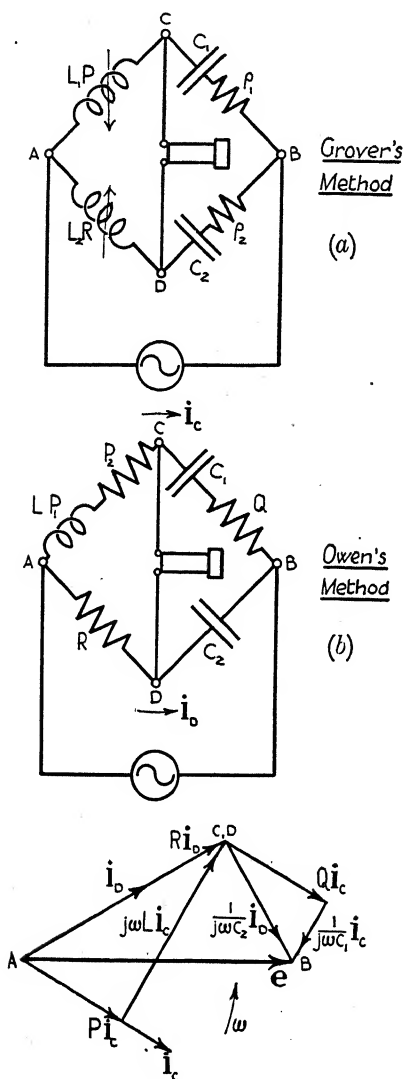 C
L₁P
C₁
ρ₁
A
B
Grover's
Method
L₂R
ρ₂
C₂
D
(a)
i_c
C
P₂
C₁
L P₁
Q
A
B
Owen's
Method
R
C₂
D
(b)
i_D
C,D
Ri_D
Qi_c
i_D
jωLi_c
1/jωC₂ i_D
1/jωC₁ i_c
A
B
e
Pi_c
ω
i_c